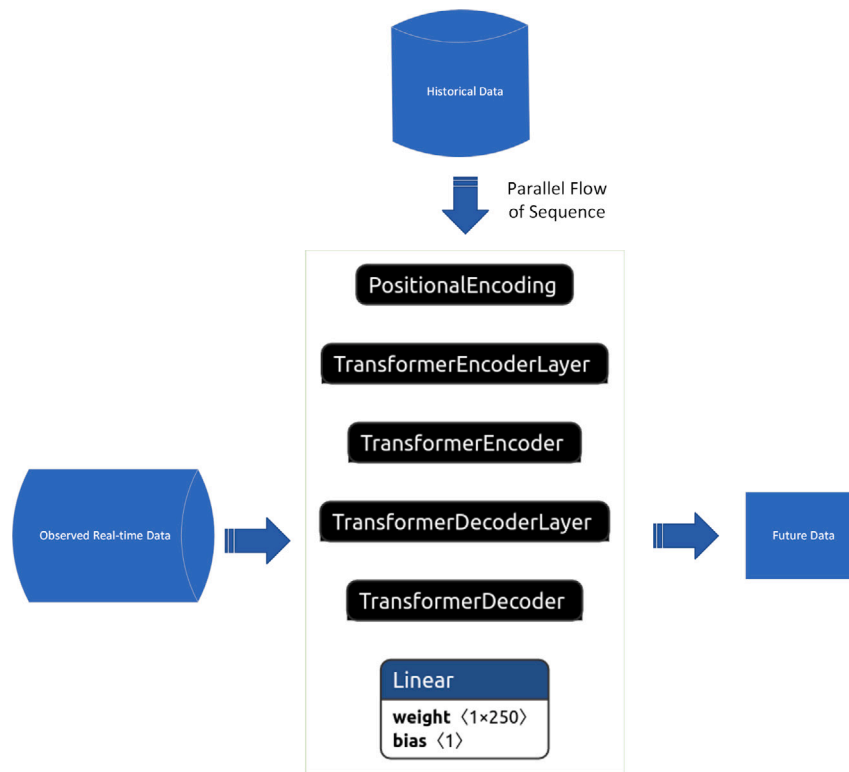 Historical Data
Parallel Flow
of Sequence
PositionalEncoding
TransformerEncoderLayer
TransformerEncoder
Observed Real-time Data
TransformerDecoderLayer
Future Data
TransformerDecoder
Linear
weight 〈1×250〉
bias 〈1〉